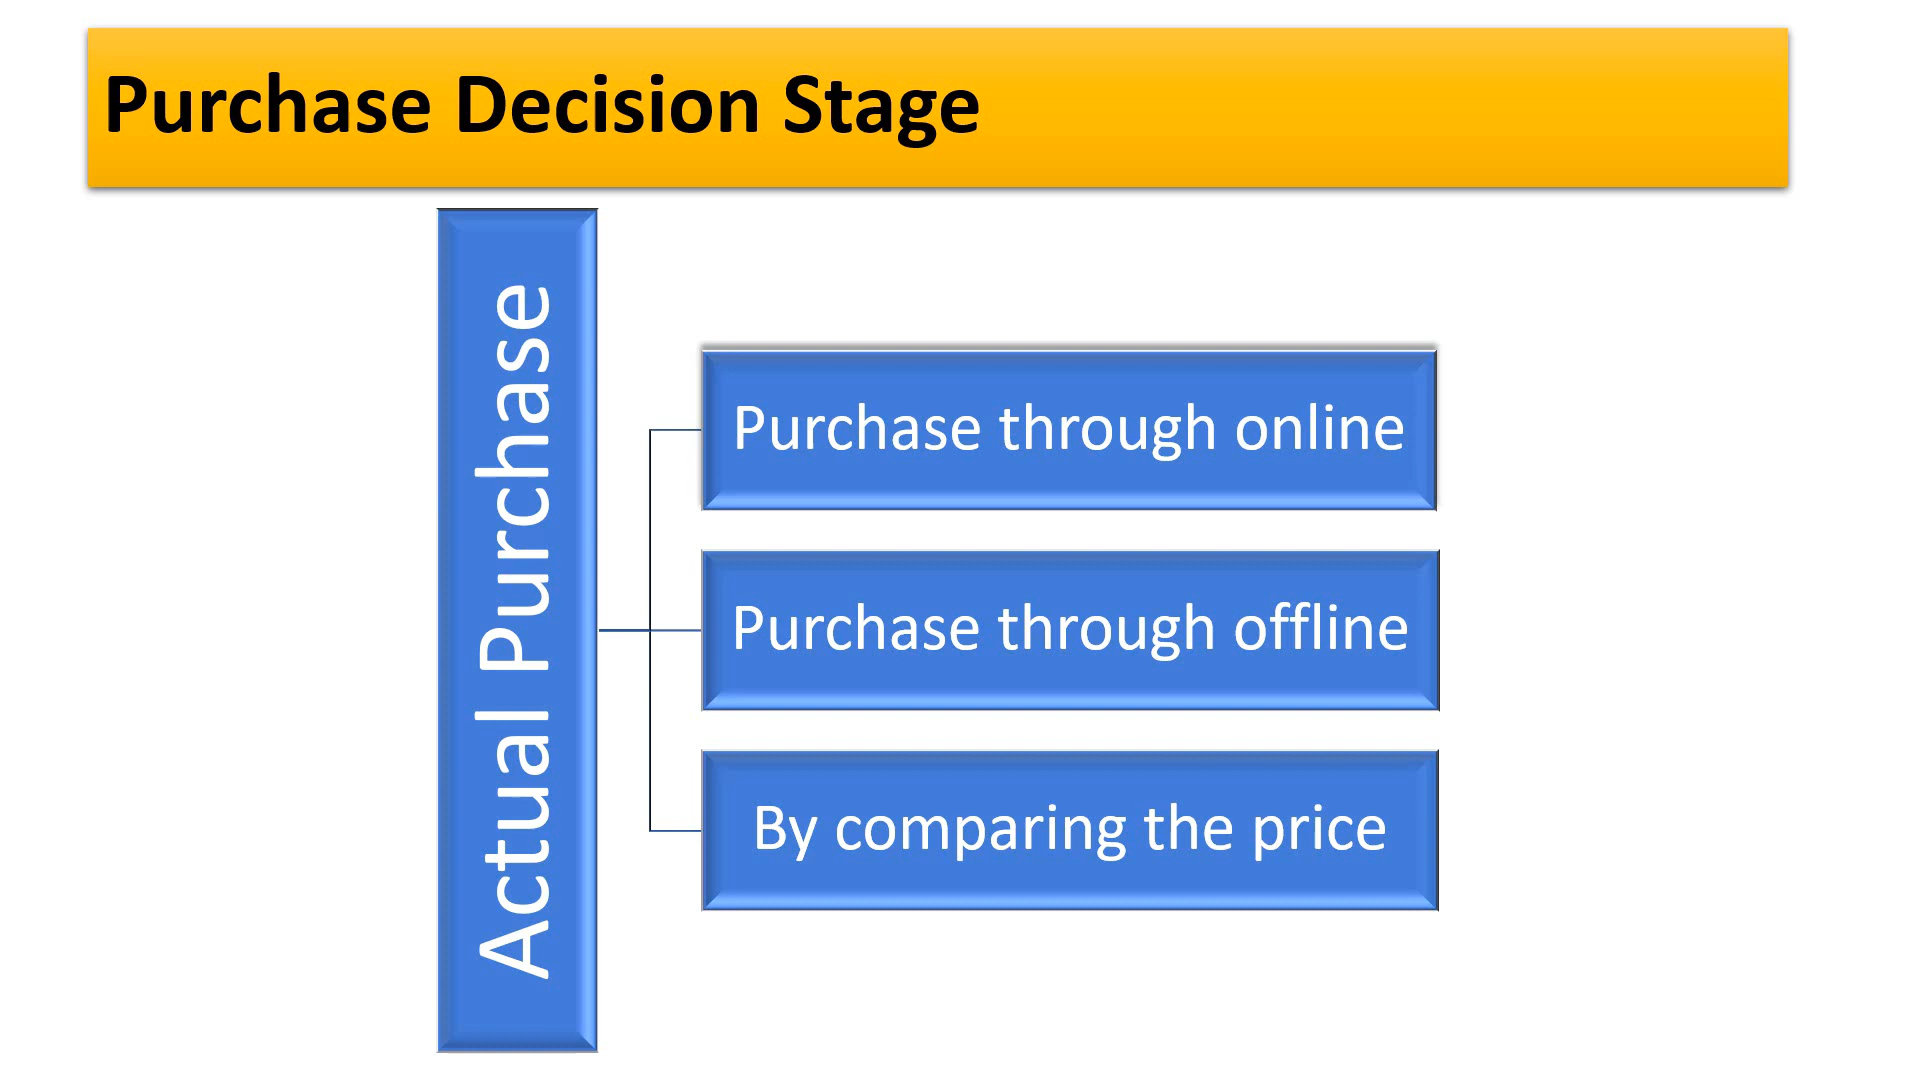 Purchase Decision Stage
Actual Purchase
Purchase through online
Purchase through offline
By comparing the price